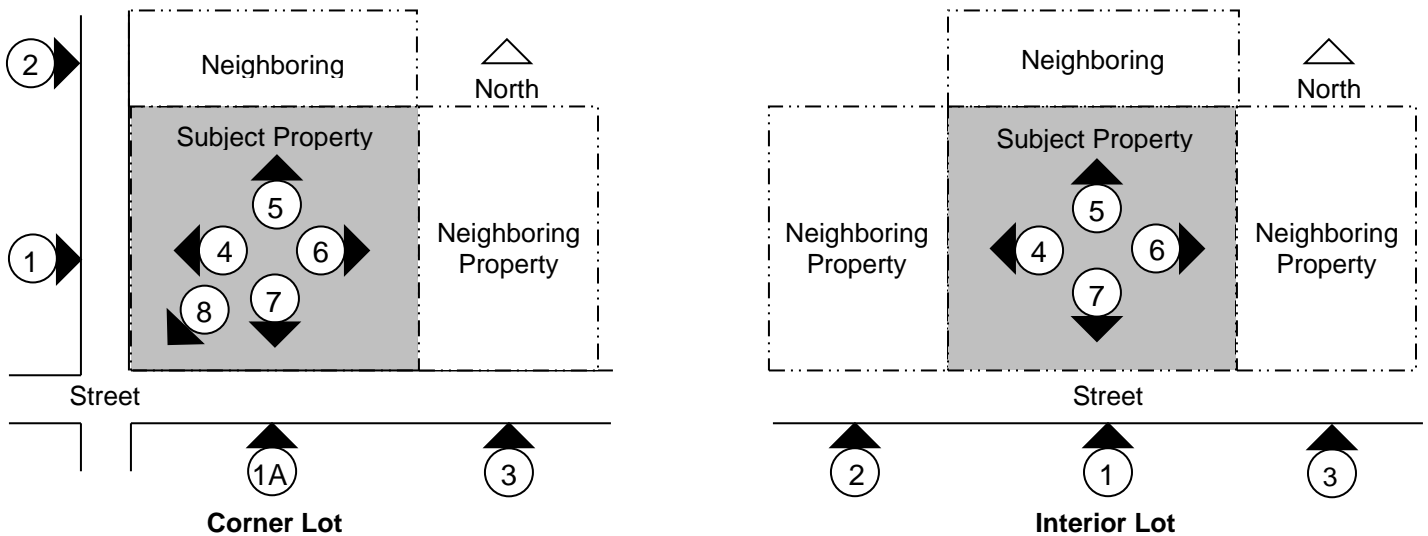 2
Neighboring
North
Subject Property
5
4
6
Neighboring
Property
1
8
7
Street
1A
3
Corner Lot
Neighboring
North
Subject Property
5
Neighboring
Property
4
6
Neighboring
Property
7
Street
2
1
3
Interior Lot